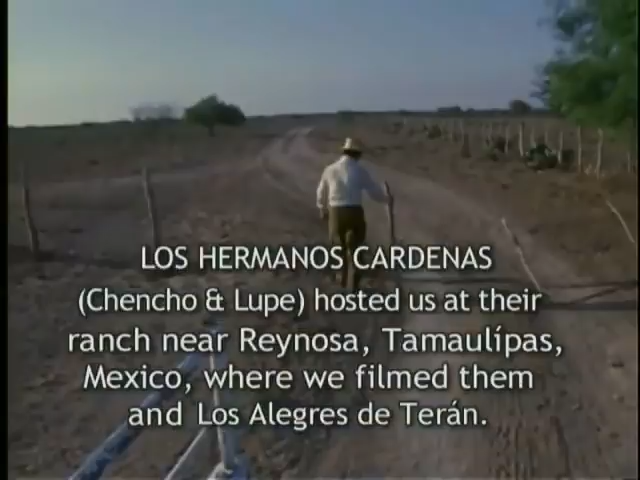 LOS HERMANOS CARDENAS
(Chencho & Lupe) hosted us at their
ranch near Reynosa, Tamaulípas,
Mexico, where we filmed them
and Los Alegres de Terán.